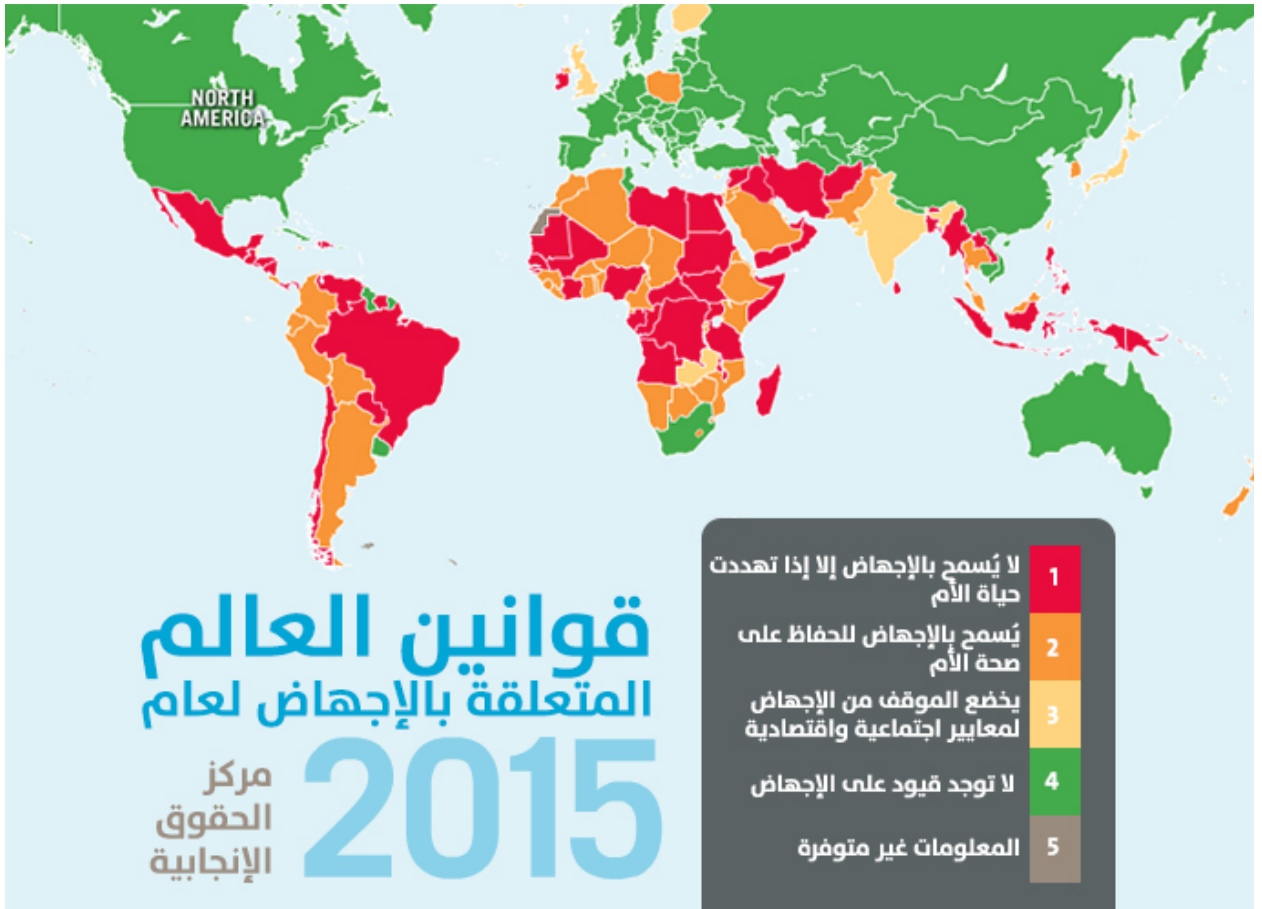 NORTH
AMERICA
1
لا يُسمح بالإجهاض إلا إذا تهددت
حياة الأم
2
يُسمح بالإجهاض للحفاظ على
صحة الأم
3
يخضع الموقف من الإجهاض
لمعايير اجتماعية واقتصادية
4
لا توجد قيود على الإجهاض
5
المعلومات غير متوفرة
قوانين العالم
المتعلقة بالإجهاض لعام
2015
مركز
الحقوق
الإنجابية